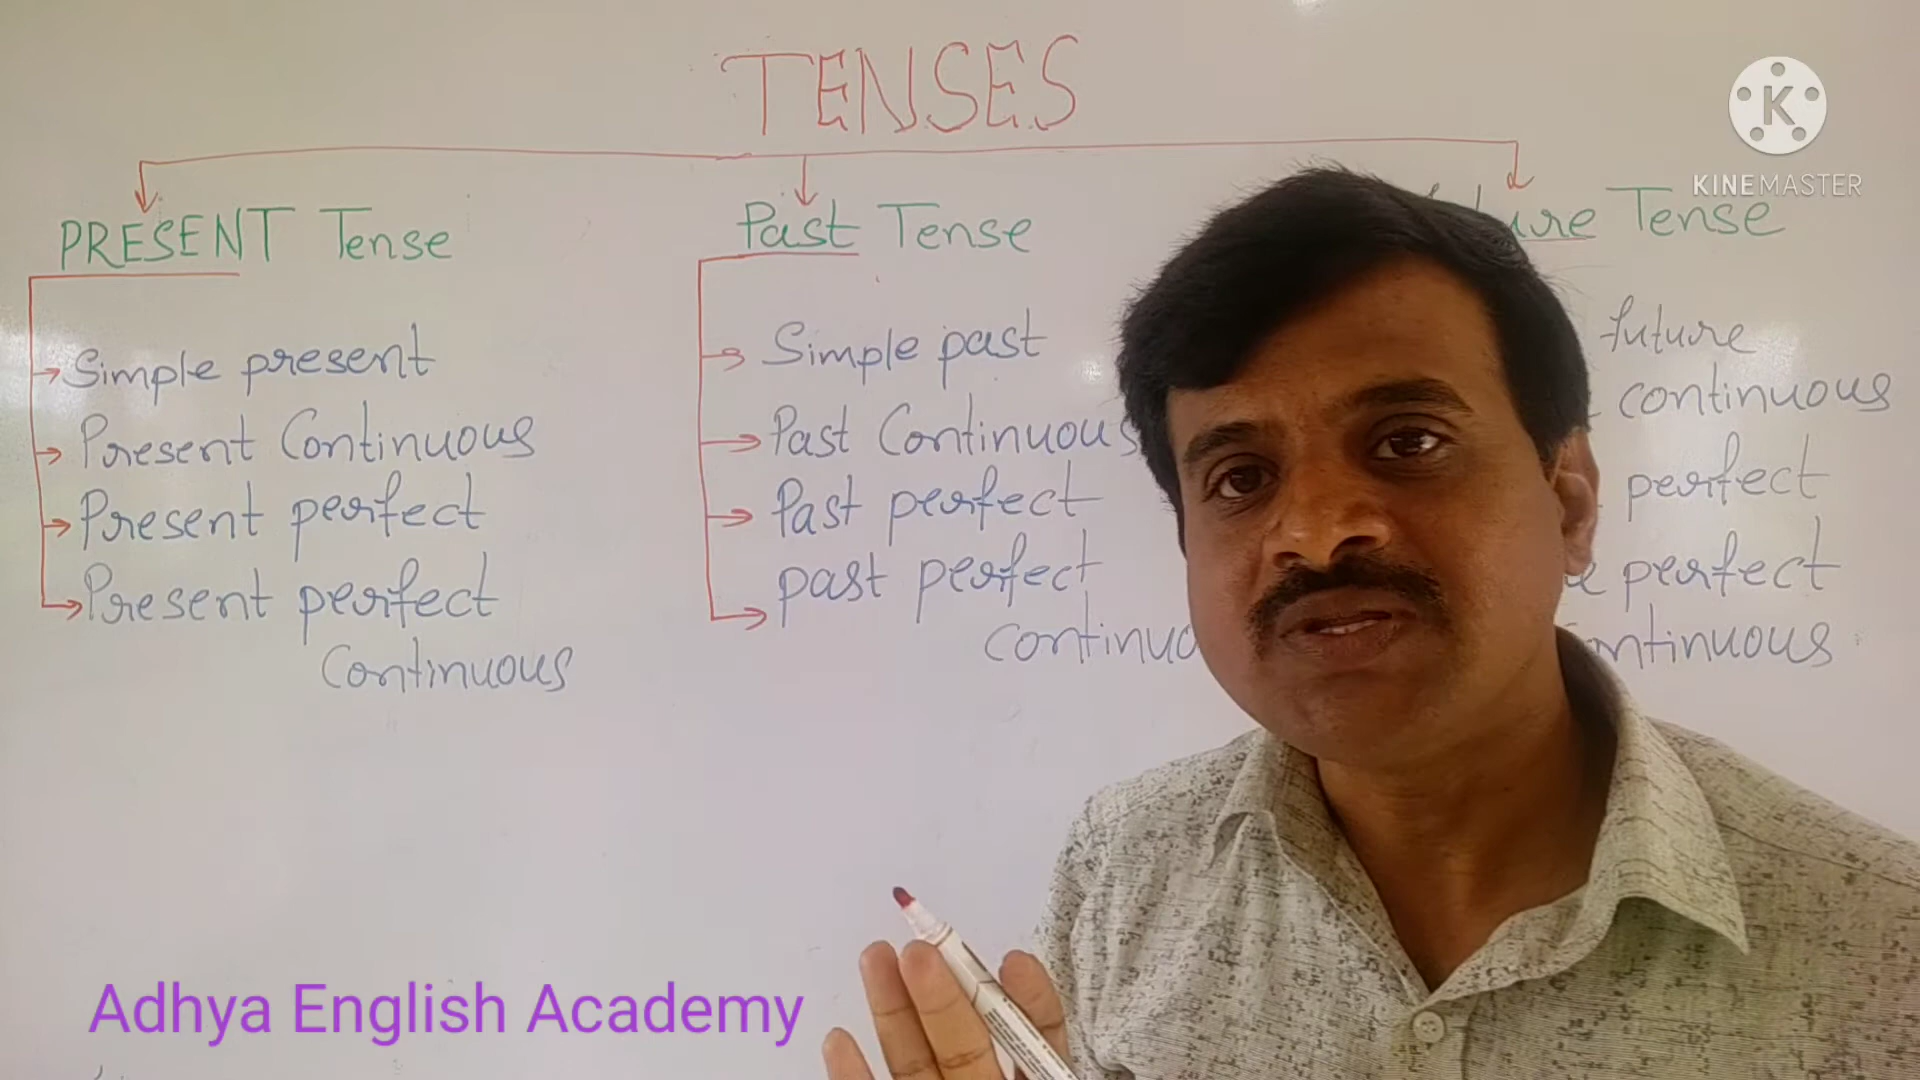 TENSES
KINEMASTER
PRESENT Tense
Past Tense
Tense
Simple present
Present Continuous
Present perfect
Present perfect
Continuous
Simple past
Past Continuous
Past perfect
past perfect
future
continuous
perfect
perfect
Adhya English Academy